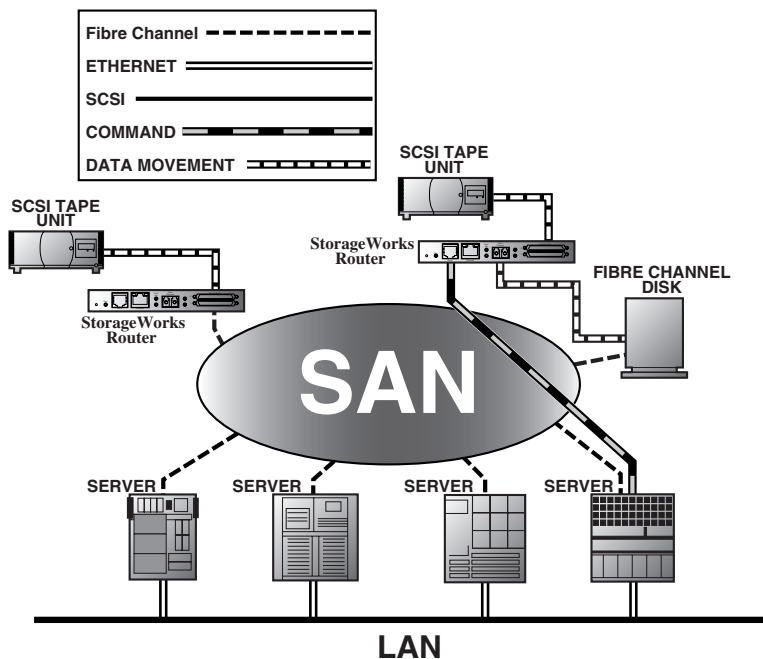 Fibre Channel
ETHERNET
SCSI
COMMAND
DATA MOVEMENT
SCSI TAPE
UNIT
SCSI TAPE
UNIT
StorageWorks
Router
FIBRE CHANNEL
DISK
StorageWorks
Router
SAN
SERVER
SERVER
SERVER
SERVER
LAN